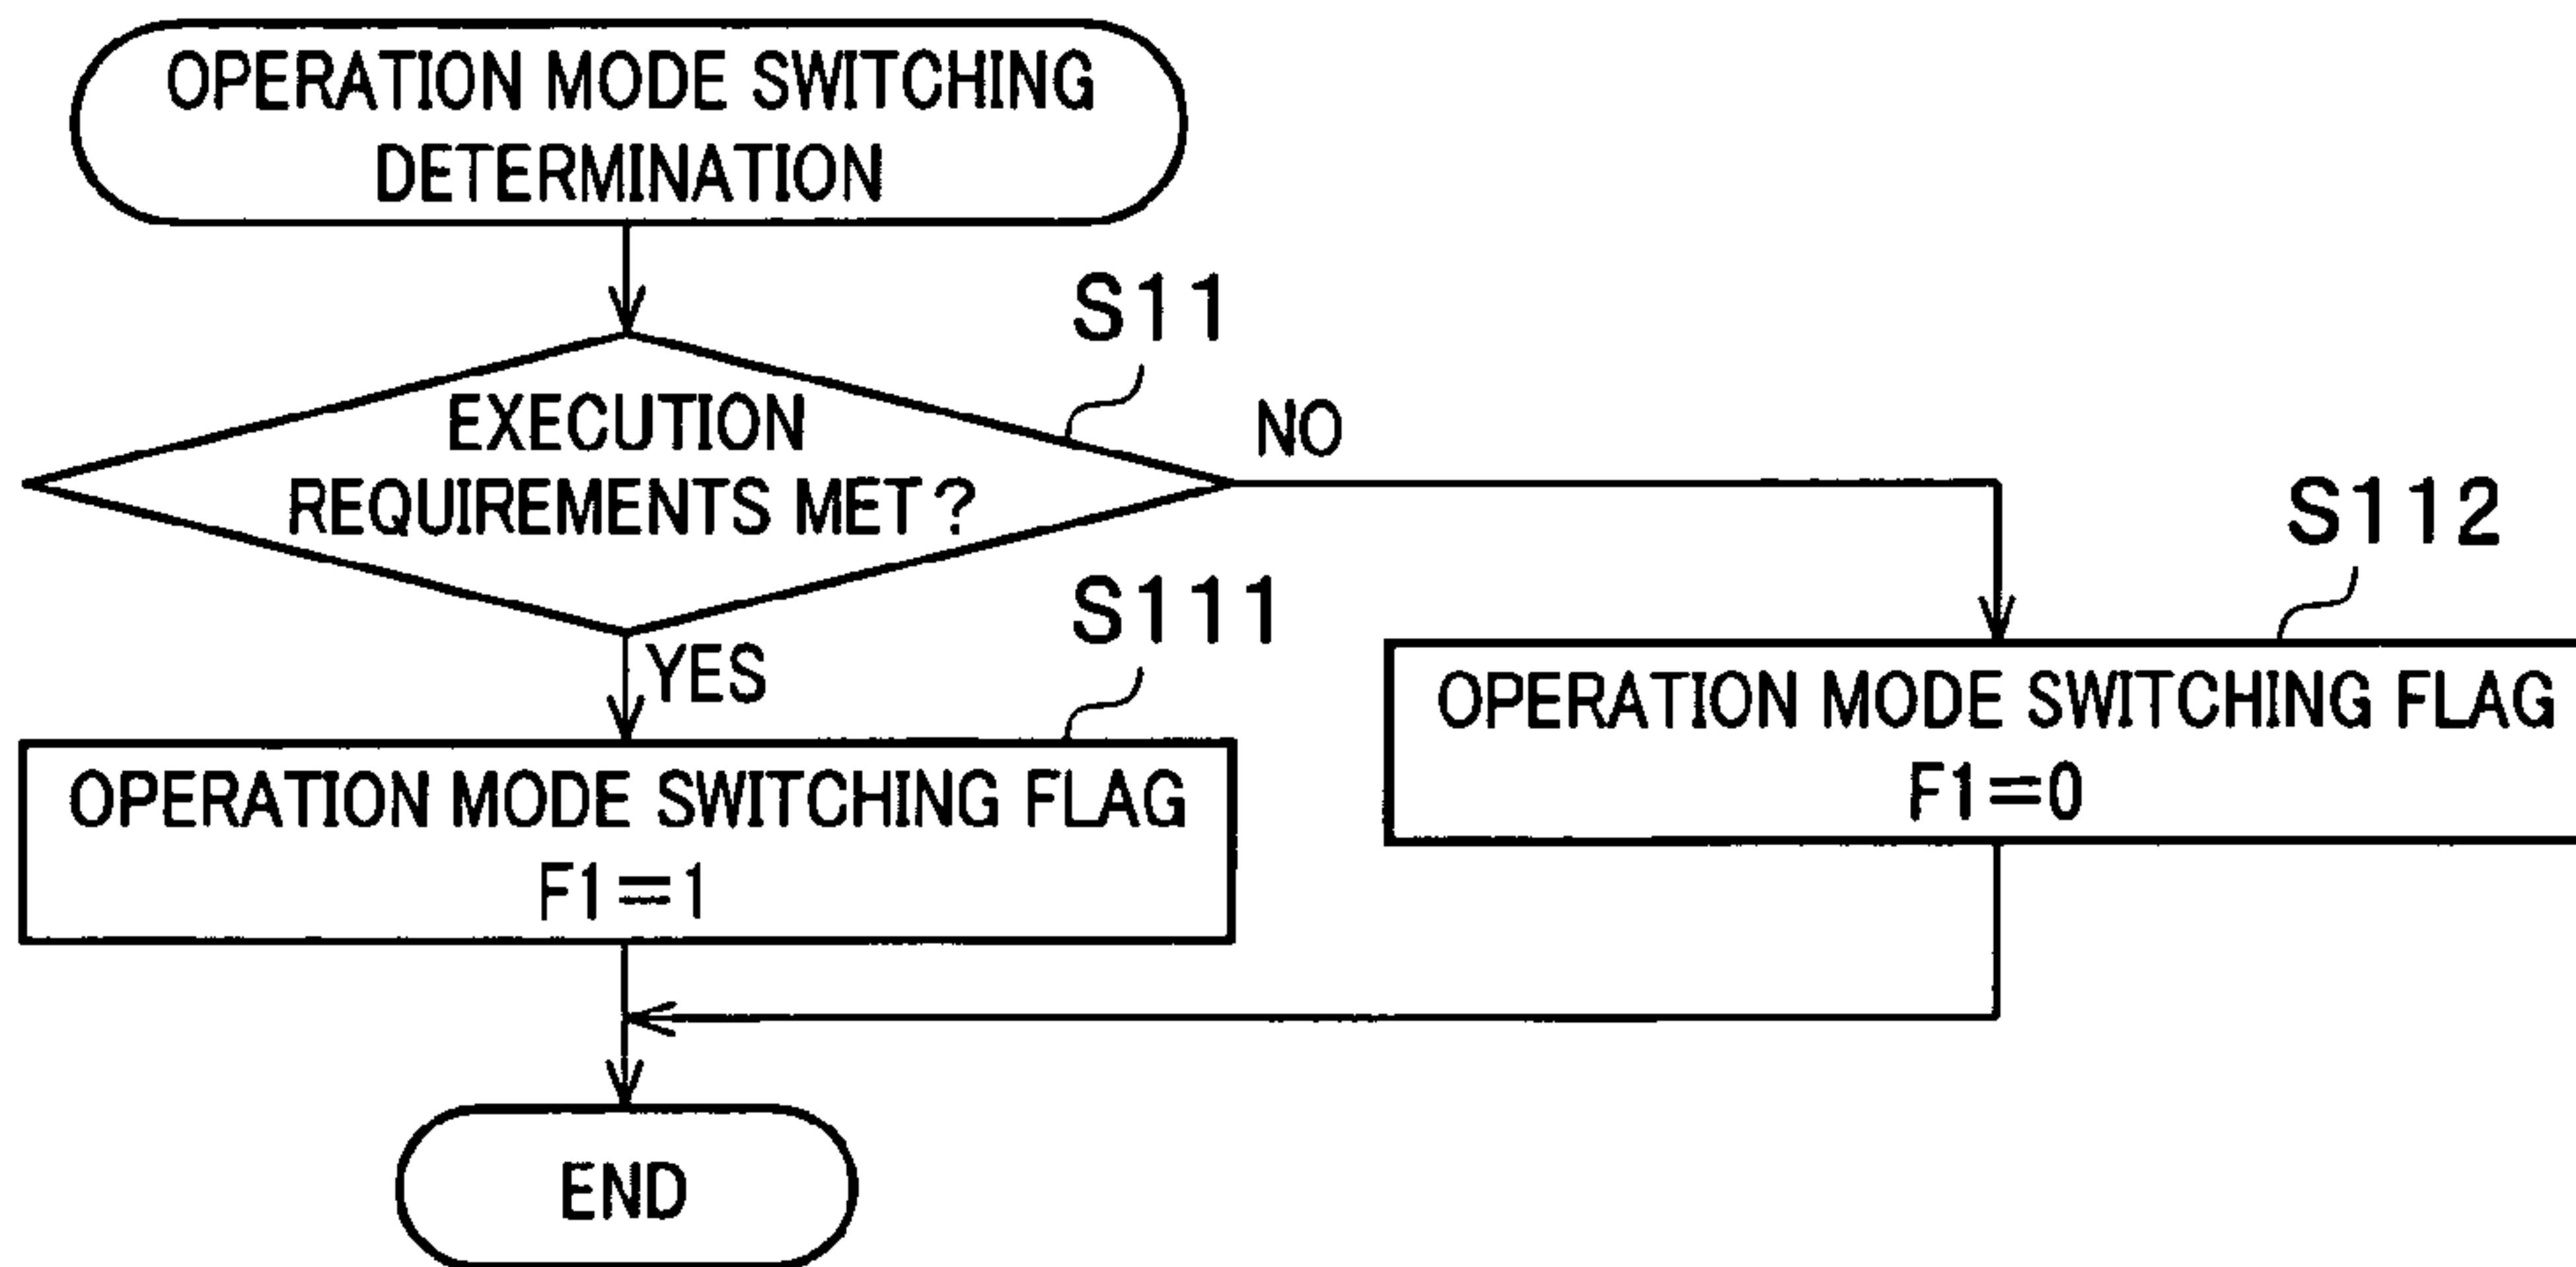 OPERATION MODE SWITCHING
DETERMINATION
S11
EXECUTION
REQUIREMENTS MET?
NO
S112
YES
S111
OPERATION MODE SWITCHING FLAG
F1=0
OPERATION MODE SWITCHING FLAG
F1=1
END